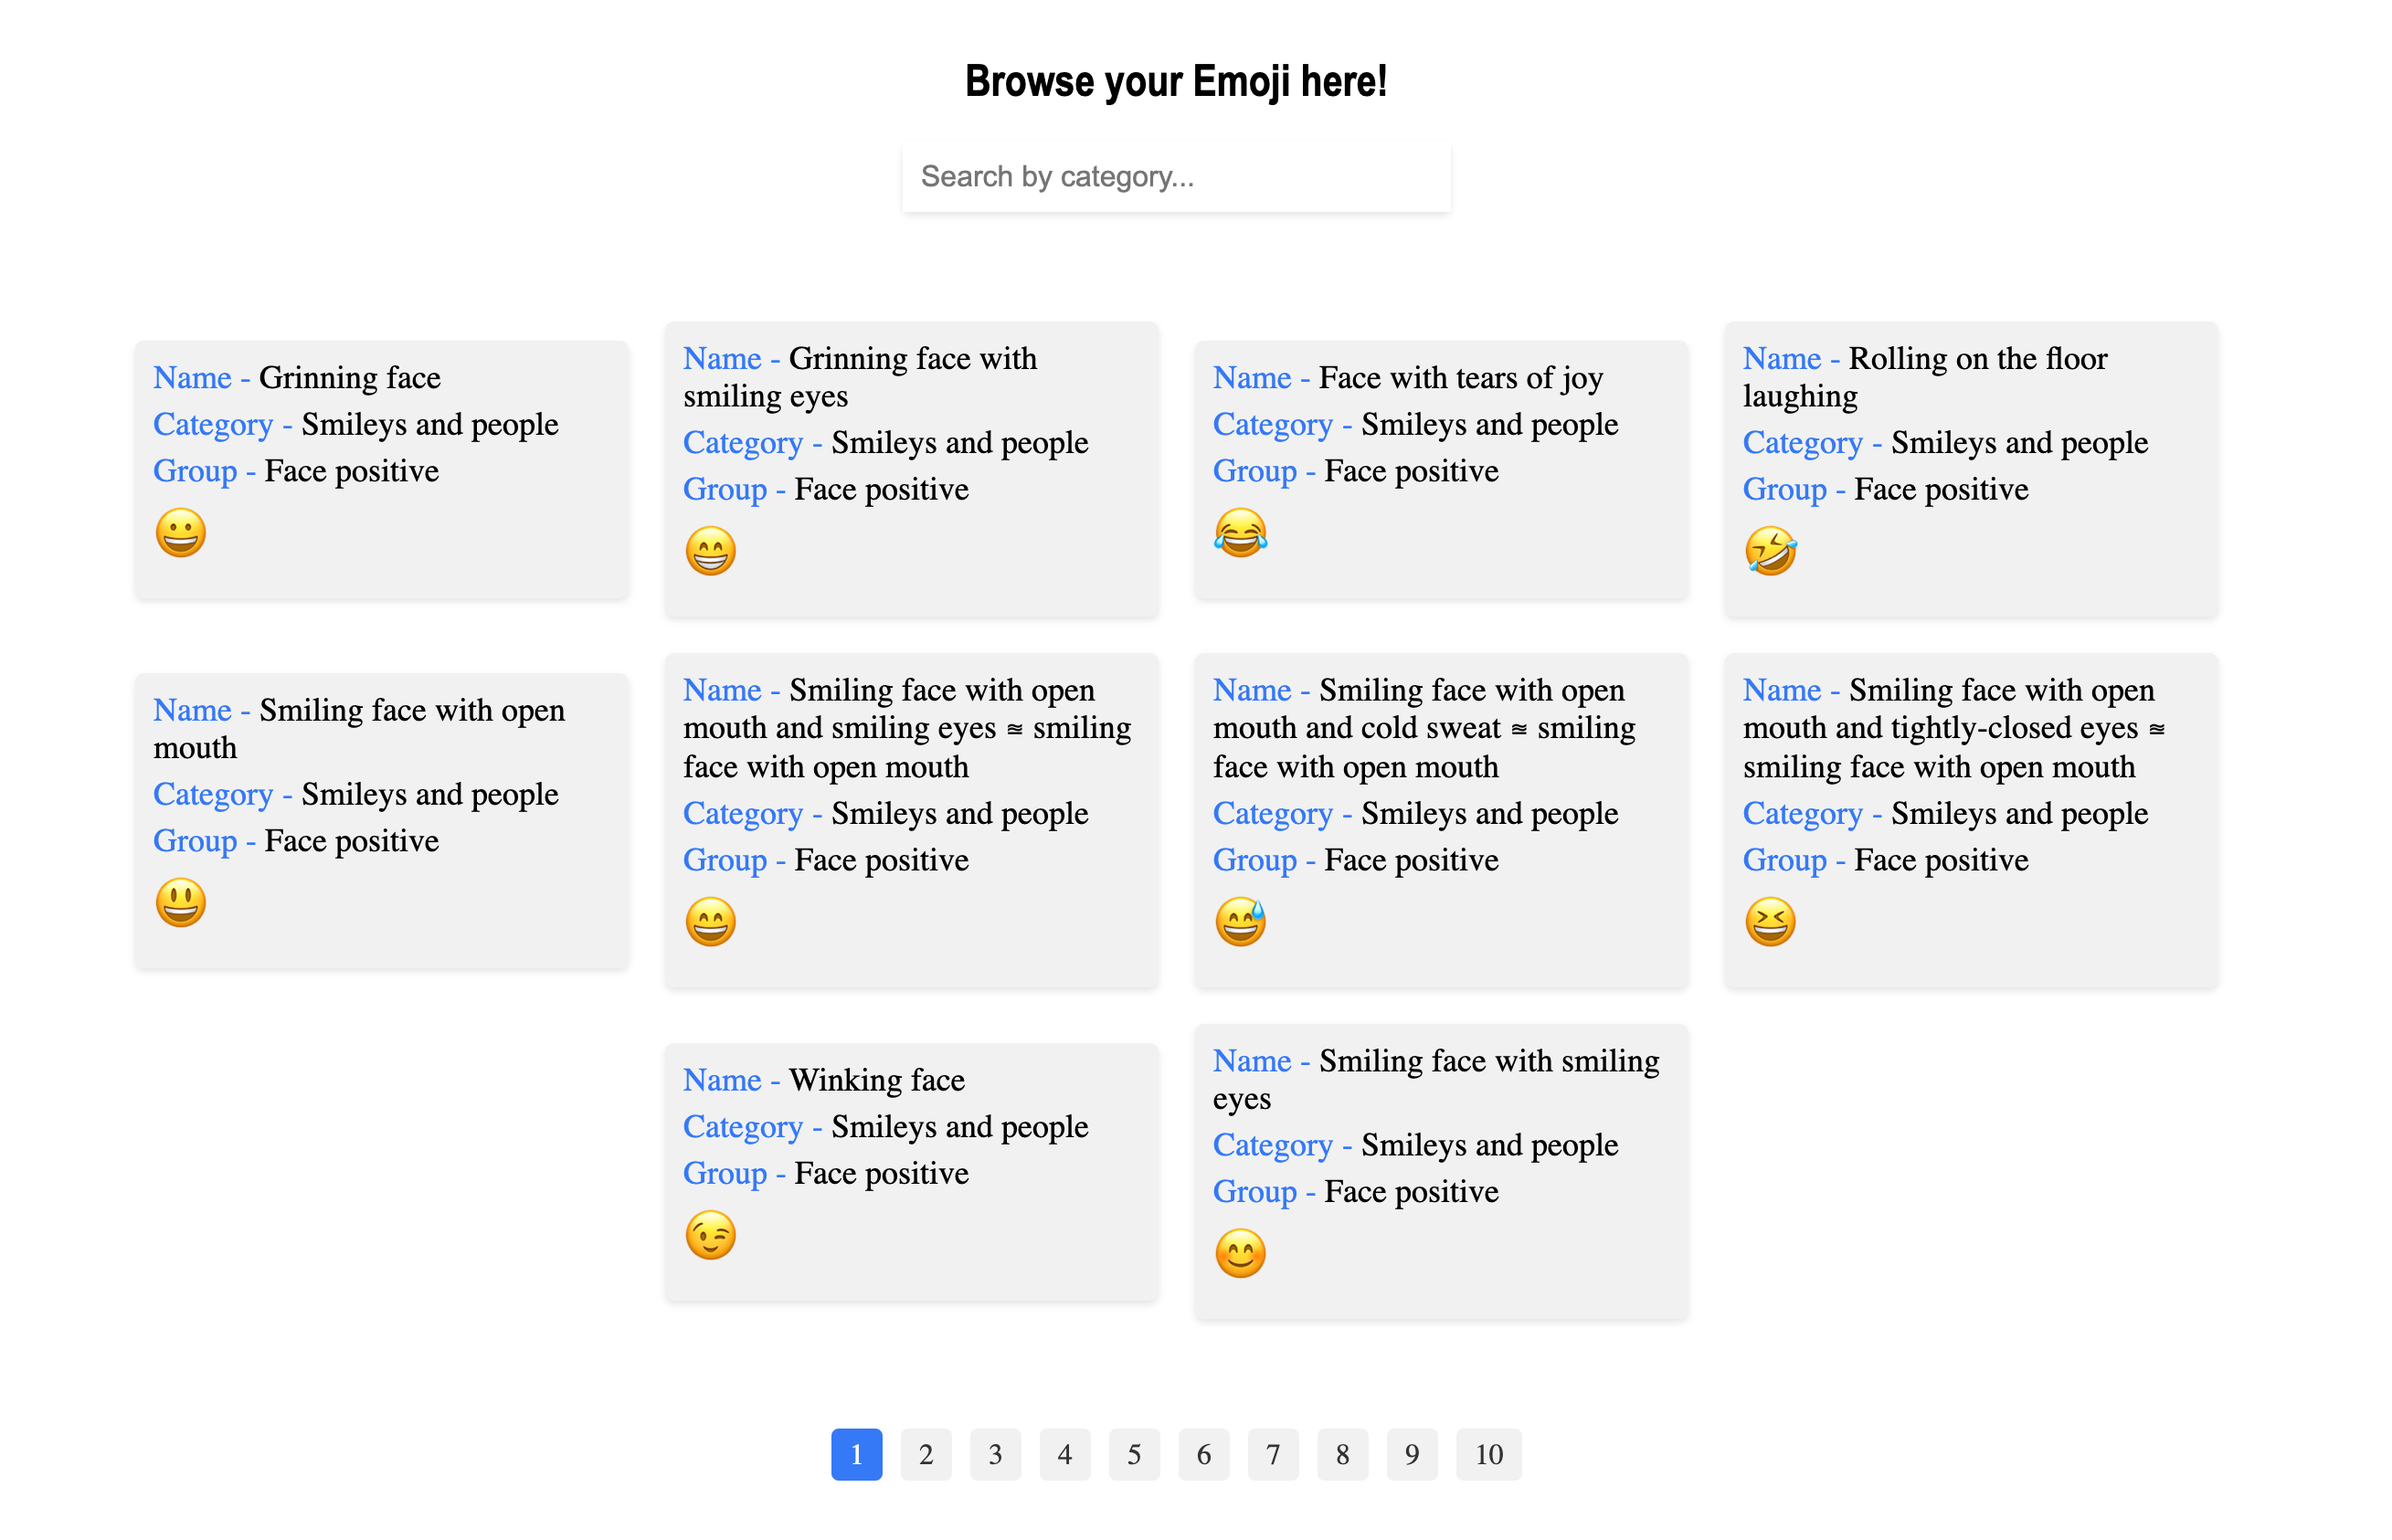 Browse your Emoji here!
Search by category...
Name - Grinning face
Category - Smileys and people
Group - Face positive
😀
Name - Grinning face with
smiling eyes
Category - Smileys and people
Group - Face positive
😁
Name - Face with tears of joy
Category - Smileys and people
Group - Face positive
😂
Name - Rolling on the floor
laughing
Category - Smileys and people
Group - Face positive
🤣
Name - Smiling face with open
mouth
Category - Smileys and people
Group - Face positive
😃
Name - Smiling face with open
mouth and smiling eyes ≊ smiling
face with open mouth
Category - Smileys and people
Group - Face positive
😄
Name - Smiling face with open
mouth and cold sweat ≊ smiling
face with open mouth
Category - Smileys and people
Group - Face positive
😅
Name - Smiling face with open
mouth and tightly-closed eyes ≊
smiling face with open mouth
Category - Smileys and people
Group - Face positive
😆
Name - Winking face
Category - Smileys and people
Group - Face positive
😉
Name - Smiling face with smiling
eyes
Category - Smileys and people
Group - Face positive
😊
1 2 3 4 5 6 7 8 9 10